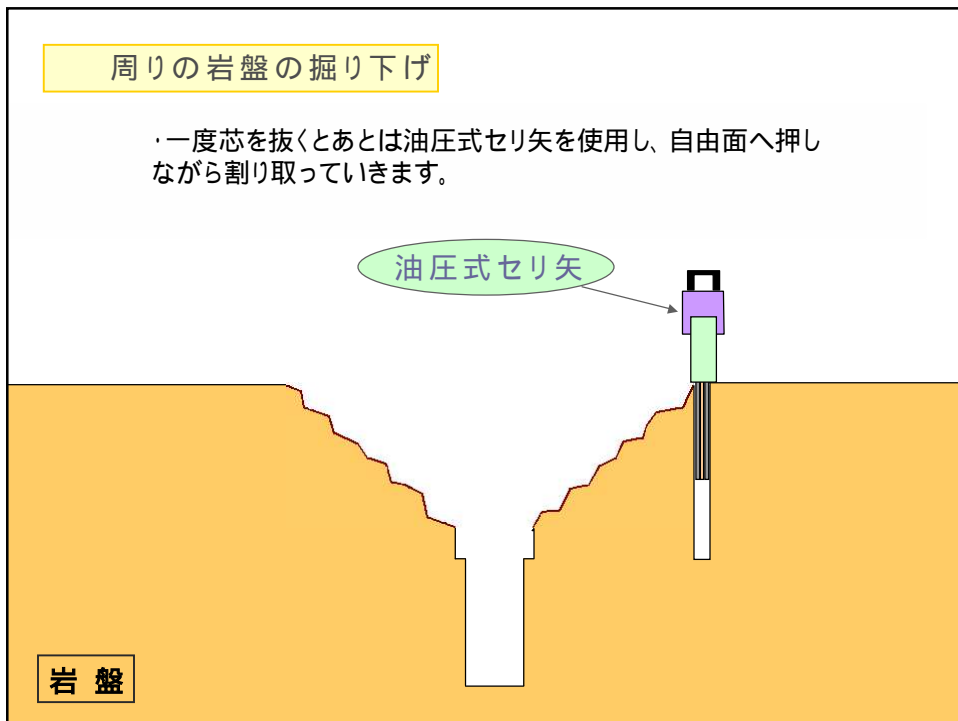 周りの岩盤の掘り下げ
・一度芯を抜くとあとは油圧式セリ矢を使用し、自由面へ押し
ながら割り取っていきます。
油圧式セリ矢
岩 盤